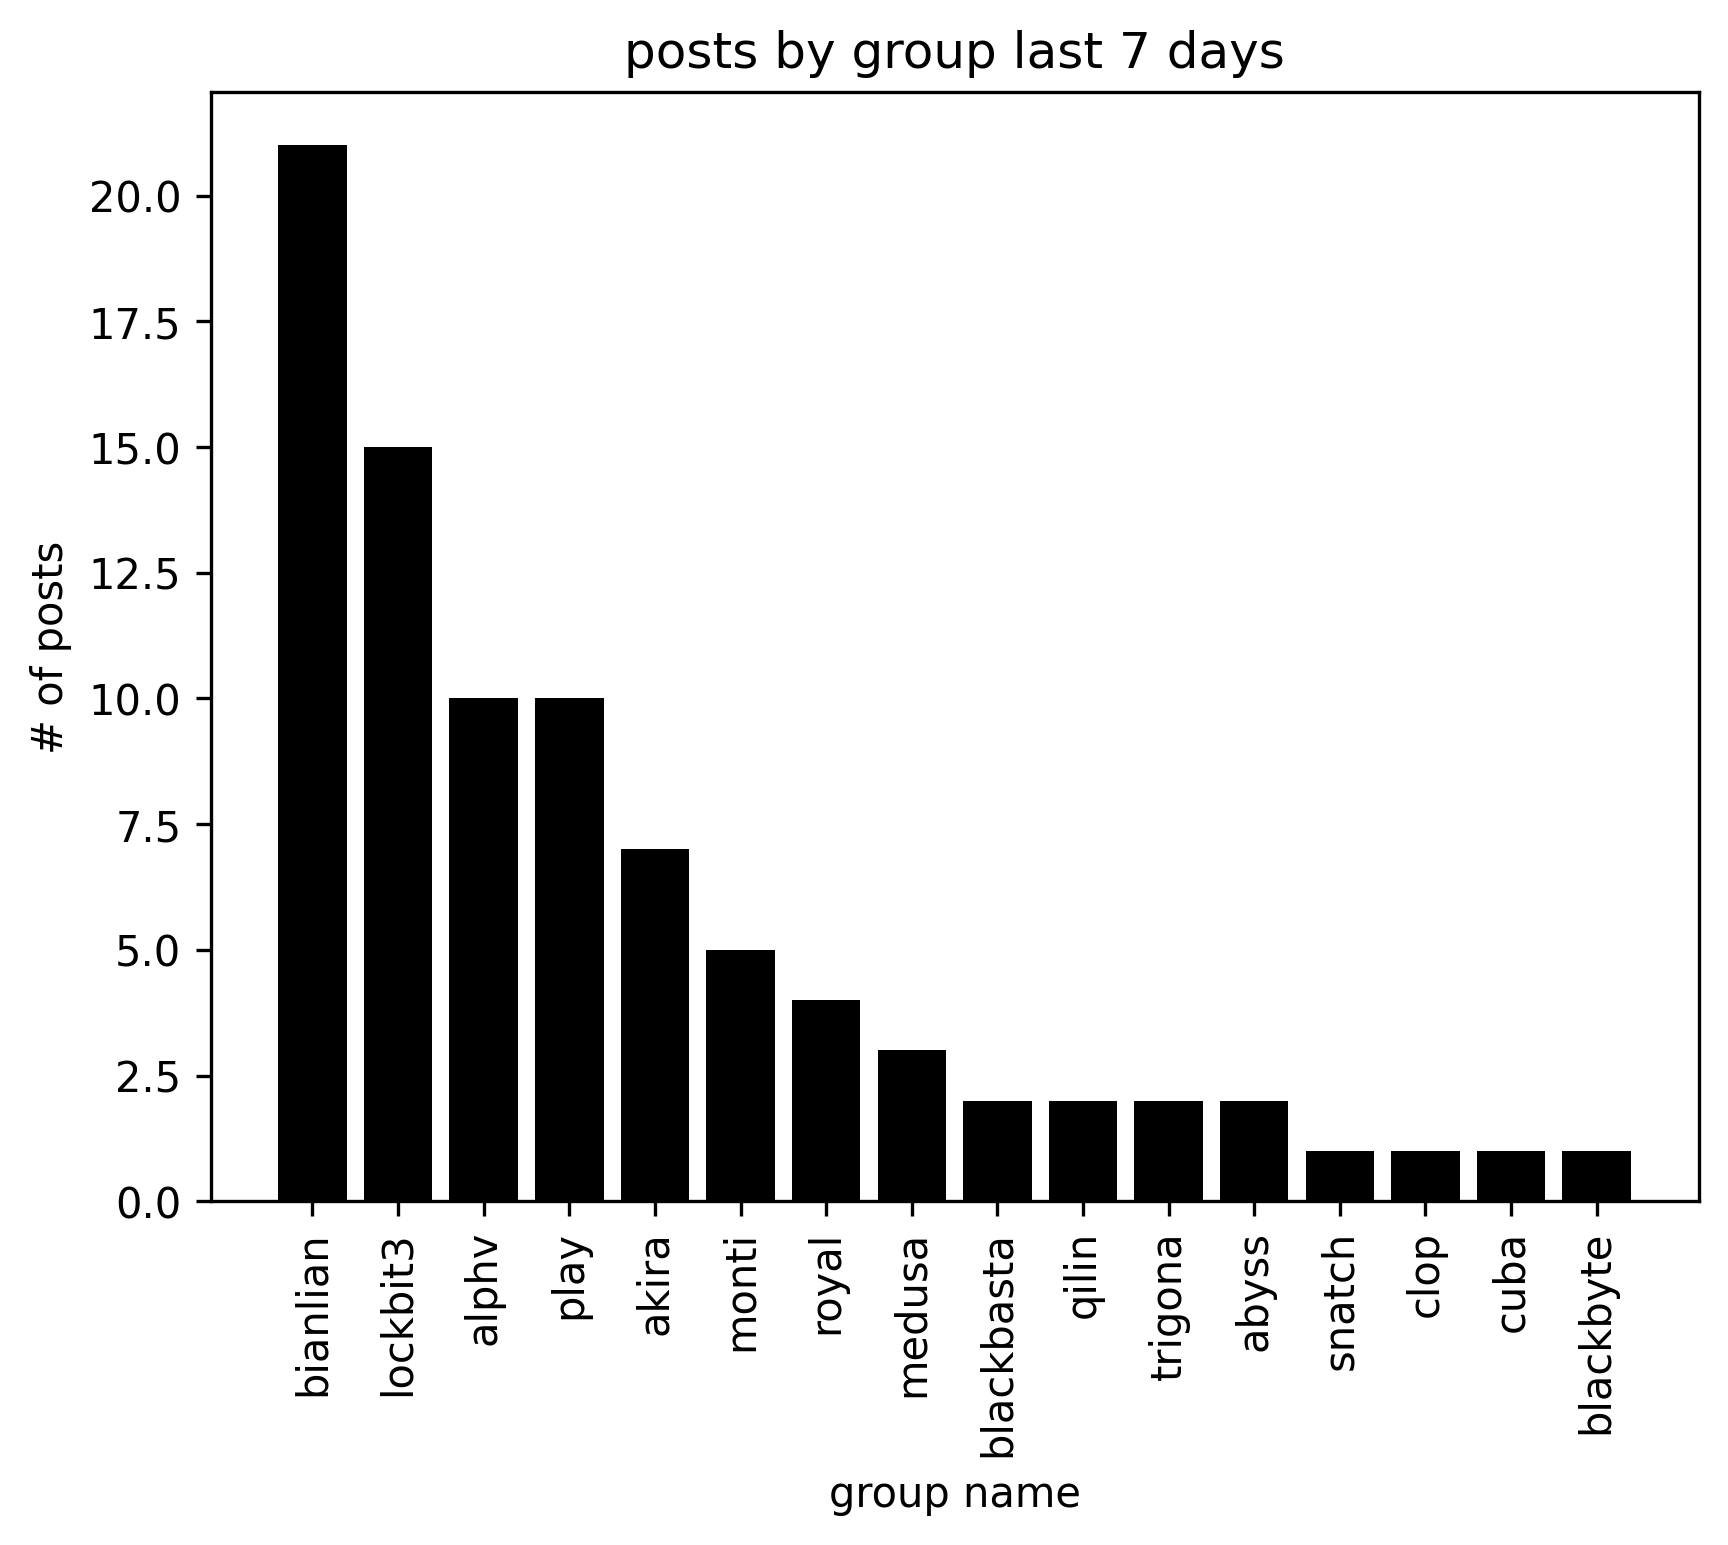 posts by group last 7 days
# of posts
20.0
17.5
15.0
12.5
10.0
7.5
5.0
2.5
0.0
bianlian
lockbit3
alphv
play
akira
monti
royal
medusa
blackbasta
qilin
trigona
abyss
snatch
clop
cuba
blackbyte
group name